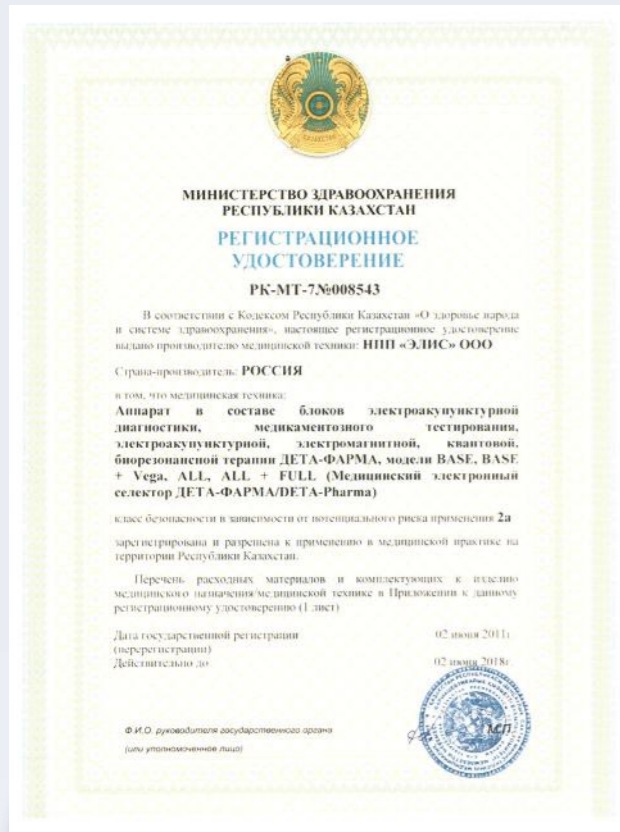 МИНИСТЕРСТВО ЗДРАВООХРАНЕНИЯ
РЕСПУБЛИКИ КАЗАХСТАН
РЕГИСТРАЦИОННОЕ
УДОСТОВЕРЕНИЕ
РК-МТ-7№008543
В соответствии с Кодексом Республики Казахстан «О здоровье народа
и системе здравоохранения», настоящее регистрационное удостоверение
выдано производителю медицинской техники: НПП «ЭЛИС» ООО
Страна-производитель: РОССИЯ
в том, что медицинская техника:
Аппарат в составе блоков электроакупунктурной
диагностики, медикаментозного тестирования,
электроакупунктурной, электромагнитной, квантовой,
биорезонансной терапии ДЕТА-ФАРМА, модели BASE, BASE
+ Vega, ALL, ALL + FULL (Медицинский электронный
селектор ДЕТА-ФАРМА/DETA-Pharma)
класс безопасности в зависимости от потенциального риска применения 2а
зарегистрирована и разрешена к применению в медицинской практике на
территории Республики Казахстан.
Перечень расходных материалов и комплектующих к изделию
медицинского назначения/медицинской технике в Приложении к данному
регистрационному удостоверению (1 лист)
Дата государственной регистрации 02 июня 2011г.
(перерегистрации)
Действительно до 02 июня 2018г.
Ф.И.О. руководителя государственного органа
(или уполномоченное лицо)
М.П.